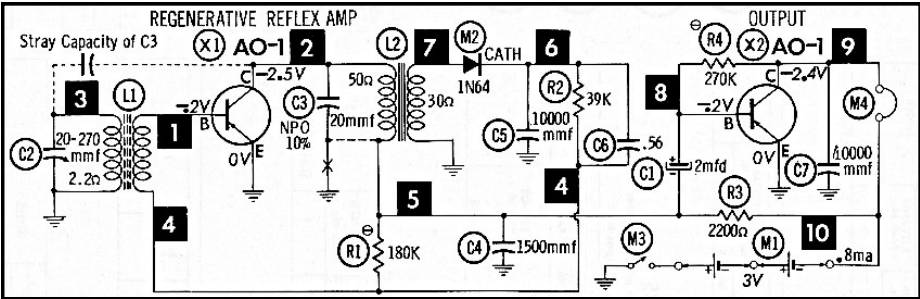 REGENERATIVE REFLEX AMP
OUTPUT
Stray Capacity of C3
X1 AO-1
2
L2
7
M2
CATH
6
R4
X2 AO-1
9
C
-2.5V
1N64
270K
C
-2.4V
3
L1
50Ω
30Ω
R2
8
M4
-.2V
B
C3
39K
-.2V
B
1
NPO
10%
20mmf
C5
10000
mmf
C6
.56
C2
20-270
mmf
0V
E
C1
2mfd
0V
E
C7
10000
mmf
2.2Ω
4
5
4
R3
2200Ω
10
R1
180K
C4
1500mmf
M3
M1
.8ma
3V